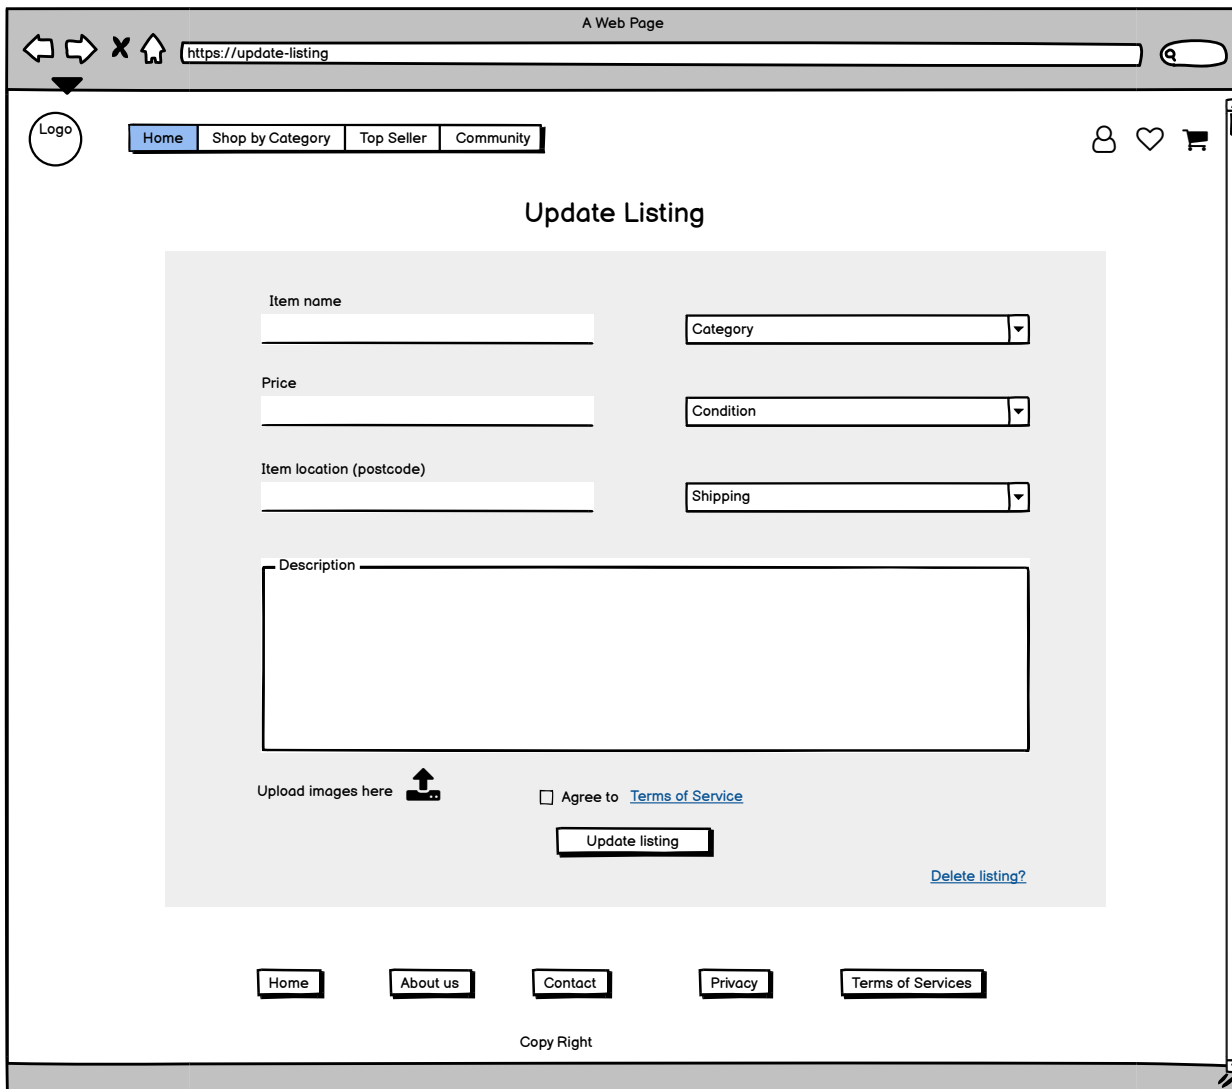 A Web Page
https://update-listing
Logo
Home Shop by Category Top Seller Community
Update Listing
Item name
Category
Price
Condition
Item location (postcode)
Shipping
Description
Upload images here
Agree to Terms of Service
Update listing
Delete listing?
Home About us Contact Privacy Terms of Services
Copy Right